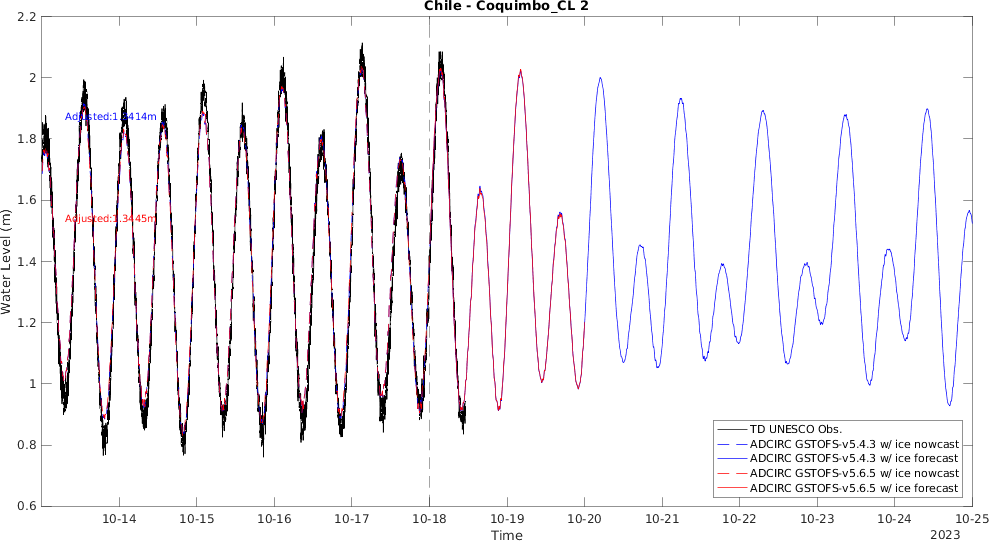 Chile - Coquimbo_CL 2
2.2
2
1.8
1.6
1.4
1.2
1
0.8
0.6
Water Level (m)
Adjusted:1.3445m
TD UNESCO Obs.
ADCIRC GSTOFS-v5.4.3 w/ ice nowcast
ADCIRC GSTOFS-v5.4.3 w/ ice forecast
ADCIRC GSTOFS-v5.6.5 w/ ice nowcast
ADCIRC GSTOFS-v5.6.5 w/ ice forecast
10-14 10-15 10-16 10-17 10-18 10-19 10-20 10-21 10-22 10-23 10-24 10-25
Time
2023